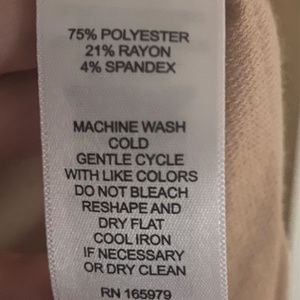 75% POLYESTER
21% RAYON
4% SPANDEX
MACHINE WASH
COLD
GENTLE CYCLE
WITH LIKE COLORS
DO NOT BLEACH
RESHAPE AND
DRY FLAT
COOL IRON
IF NECESSARY
OR DRY CLEAN
RN 165979